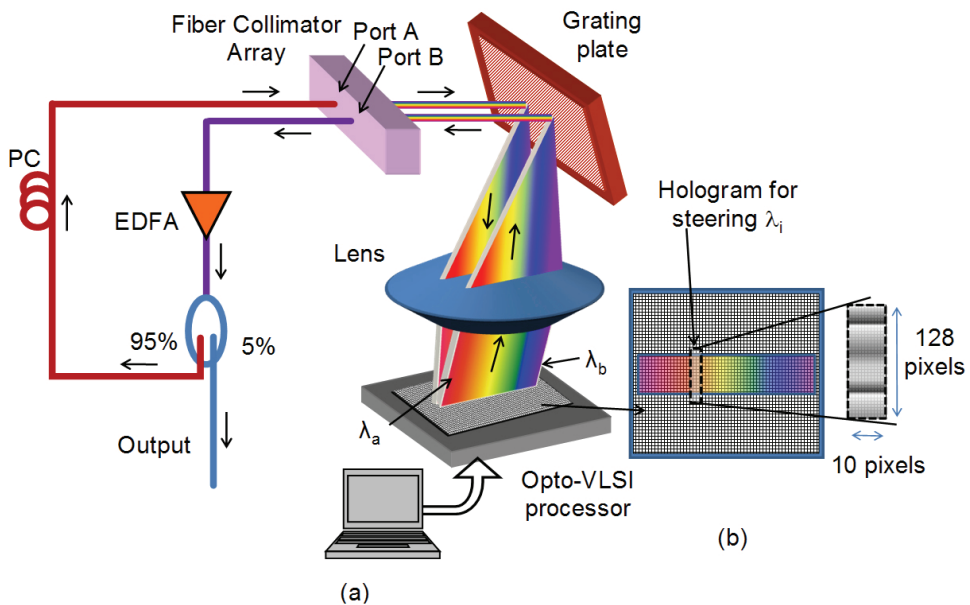 Fiber Collimator
Array
Port A
Port B
Grating
plate
PC
EDFA
Lens
Hologram for
steering λi
95%
5%
λb
128
pixels
λa
10 pixels
Output
Opto-VLSI
processor
(b)
(a)